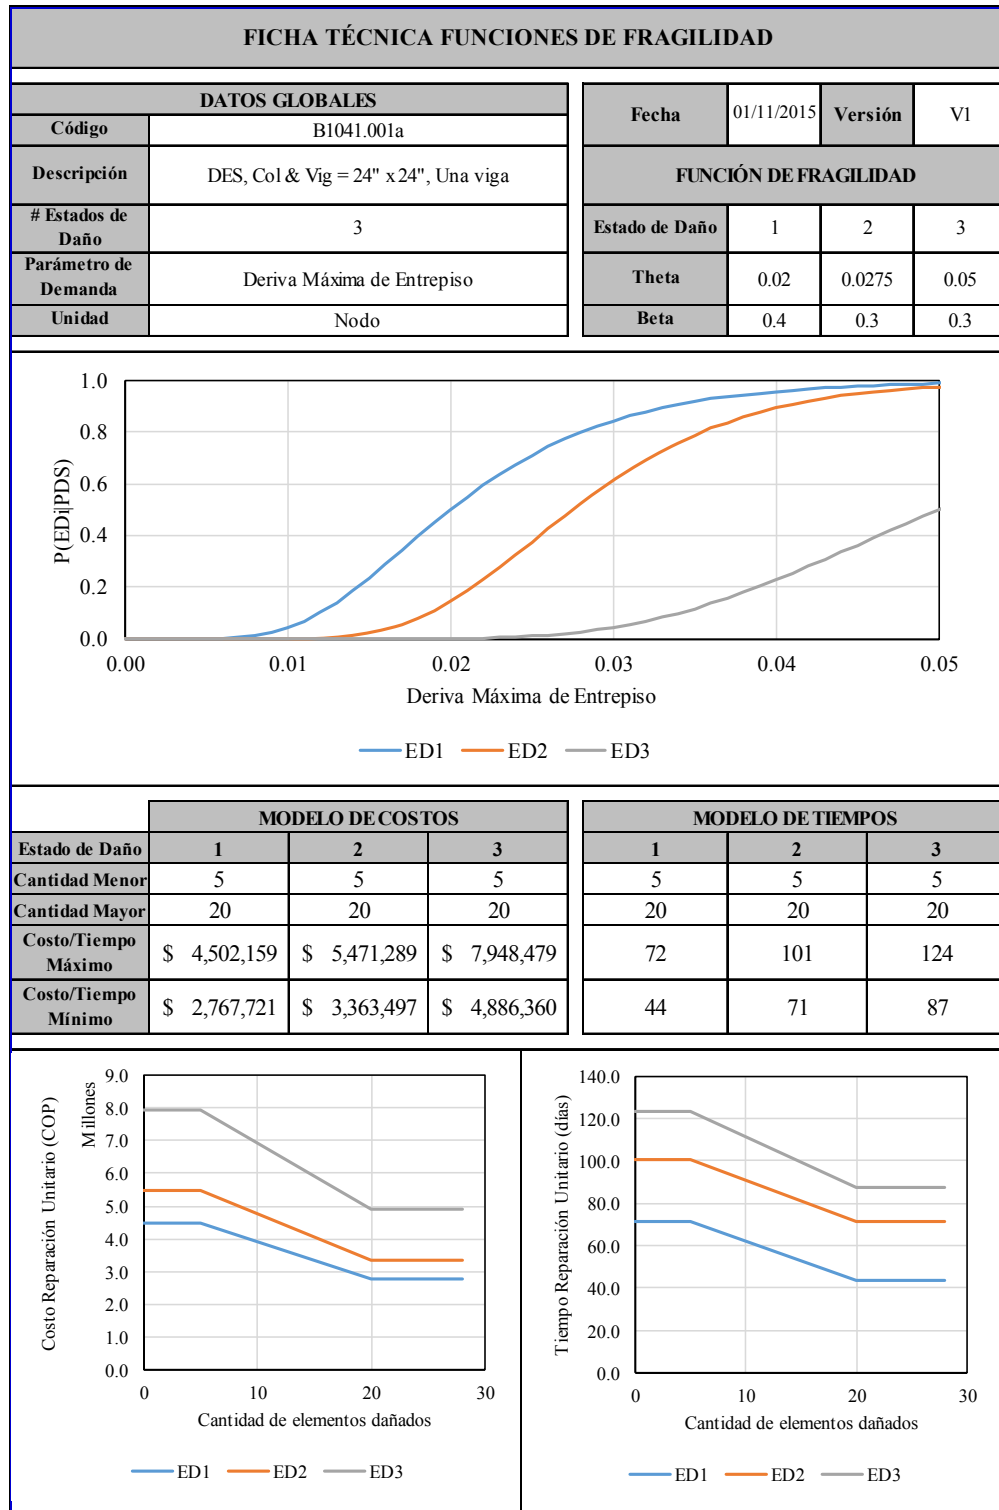 FICHA TÉCNICA FUNCIONES DE FRAGILIDAD
DATOS GLOBALES
Código B1041.001a
Descripción DES, Col & Vig = 24" x 24", Una viga
# Estados de
Daño 3
Parámetro de
Demanda Deriva Máxima de Entrepiso
Unidad Nodo
Fecha 01/11/2015 Versión V1
FUNCIÓN DE FRAGILIDAD
Estado de Daño 1 2 3
Theta 0.02 0.0275 0.05
Beta 0.4 0.3 0.3
P(EDi|PDS)
1.0
0.8
0.6
0.4
0.2
0.0
0.00 0.01 0.02 0.03 0.04 0.05
Deriva Máxima de Entrepiso
ED1 ED2 ED3
MODELO DE COSTOS MODELO DE TIEMPOS
Estado de Daño 1 2 3 1 2 3
Cantidad Menor 5 5 5 5 5 5
Cantidad Mayor 20 20 20 20 20 20
Costo/Tiempo
Máximo $ 4,502,159 $ 5,471,289 $ 7,948,479 72 101 124
Costo/Tiempo
Mínimo $ 2,767,721 $ 3,363,497 $ 4,886,360 44 71 87
Costo Reparación Unitario (COP)
Millones
9.0
8.0
7.0
6.0
5.0
4.0
3.0
2.0
1.0
0.0
0 10 20 30
Cantidad de elementos dañados
ED1 ED2 ED3
Tiempo Reparación Unitario (días)
140.0
120.0
100.0
80.0
60.0
40.0
20.0
0.0
0 10 20 30
Cantidad de elementos dañados
ED1 ED2 ED3